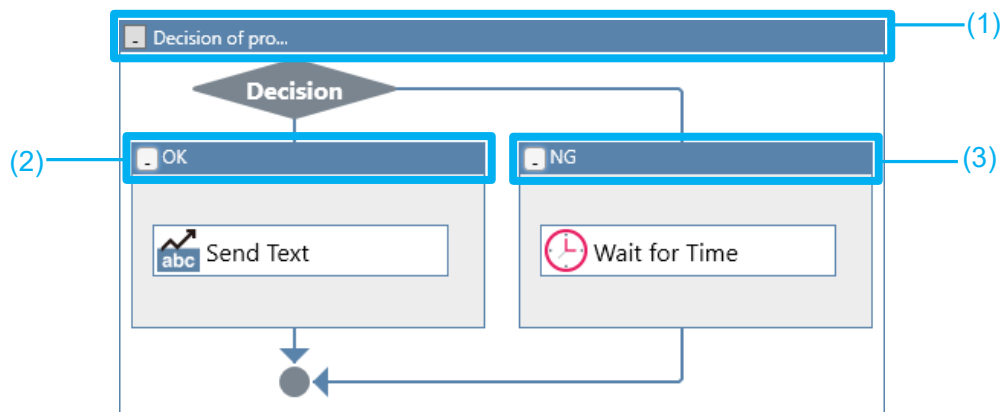 (1)
Decision of pro...
Decision
(2)
OK
NG
(3)
abc Send Text
Wait for Time